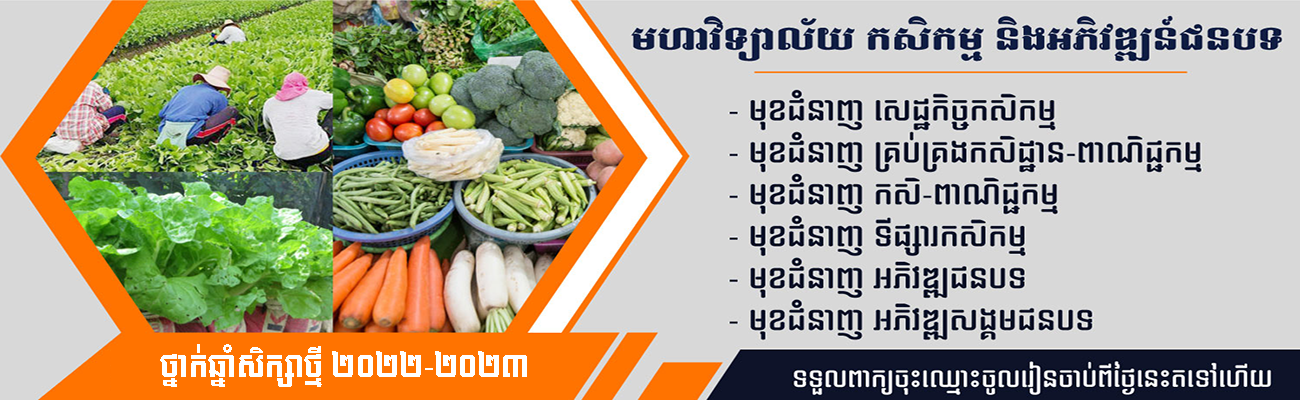 មហាវិទ្យាល័យ កសិកម្ម និងអភិវឌ្ឍន៍ជនបទ
- មុខជំនាញ សេដ្ឋកិច្ចកសិកម្ម
- មុខជំនាញ គ្រប់គ្រងកសិដ្ឋាន-ពាណិជ្ជកម្ម
- មុខជំនាញ កសិ-ពាណិជ្ជកម្ម
- មុខជំនាញ ទីផ្សារកសិកម្ម
- មុខជំនាញ អភិវឌ្ឍជនបទ
- មុខជំនាញ អភិវឌ្ឍសង្គមជនបទ
ថ្នាក់ឆ្នាំសិក្សាថ្មី ២០២២-២០២៣
ទទួលពាក្យចុះឈ្មោះចូលរៀនចាប់ពីថ្ងៃនេះតទៅហើយ